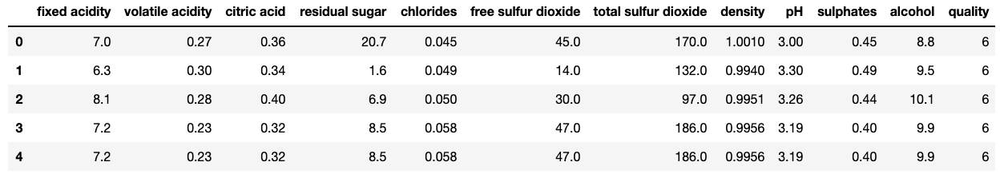 fixed acidity volatile acidity citric acid residual sugar chlorides free sulfur dioxide total sulfur dioxide density pH sulphates alcohol quality
0 7.0 0.27 0.36 20.7 0.045 45.0 170.0 1.0010 3.00 0.45 8.8 6
1 6.3 0.30 0.34 1.6 0.049 14.0 132.0 0.9940 3.30 0.49 9.5 6
2 8.1 0.28 0.40 6.9 0.050 30.0 97.0 0.9951 3.26 0.44 10.1 6
3 7.2 0.23 0.32 8.5 0.058 47.0 186.0 0.9956 3.19 0.40 9.9 6
4 7.2 0.23 0.32 8.5 0.058 47.0 186.0 0.9956 3.19 0.40 9.9 6